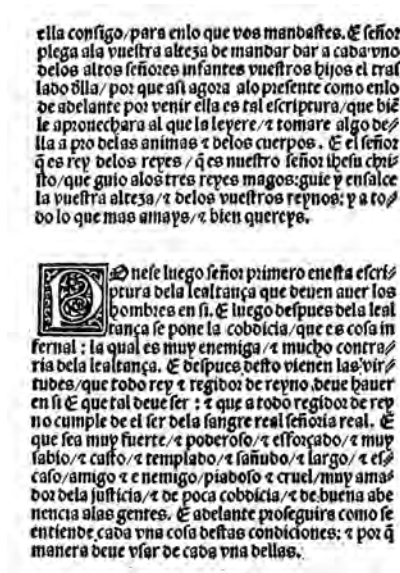 ella consigo/para enlo que vos mandastes. E señor
plega ala vuestra alteza de mandar dar a cada vno
delos altos señores infantes vuestros hijos el tras
lado dlla/ por que assi agora alo presente como enlo
de adelante por venir ella es tal escriptura/que biē
le aprouechara al que la leyere/⁊ tomare algo de⸗
lla a pro delas animas ⁊ delos cuerpos. E el señor
q̄ es rey delos reyes / q̄ es nuestro señor ihesu chri⸗
sto/que guio alos tres reyes magos:guie y ensalce
la vuestra alteza/⁊ delos vuestros reynos: y a to⸗
do lo que mas amays/⁊ bien quereys.
POnese luego señor primero enesta escri⸗
ptura dela lealtança que deuen auer los
hombres en si. E luego despues dela leal
tança se pone la cobdicia/que es cosa in
fernal : la qual es muy enemiga/⁊ mucho contra⸗
ria dela lealtança. E despues desto vienen las vir⸗
tudes/que todo rey ⁊ regidor de reyno deue hauer
en si E que tal deue ser : ⁊ que a todo regidor de rey
no cumple de el ser dela sangre real señoria real. E
que sea muy fuerte/⁊ poderoso/⁊ esforçado/⁊ muy
sabio/⁊ casto/⁊ templado/⁊ sañudo/⁊ largo/⁊ es⸗
caso/amigo ⁊ enemigo/piadoso ⁊ cruel/muy ama⸗
dor dela justicia/⁊ de poca cobdicia/⁊ de buena abe
nencia alas gentes. E adelante proseguira como se
entiende cada vna cosa destas condiciones: ⁊ por q̄
manera deue vsar de cada vna dellas.